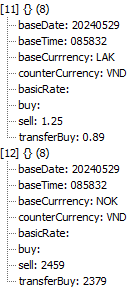 [11] {} (8)
baseDate: 20240529
baseTime: 085832
baseCurrrency: LAK
counterCurrency: VND
basicRate:
buy:
sell: 1.25
transferBuy: 0.89
[12] {} (8)
baseDate: 20240529
baseTime: 085832
baseCurrrency: NOK
counterCurrency: VND
basicRate:
buy:
sell: 2459
transferBuy: 2379